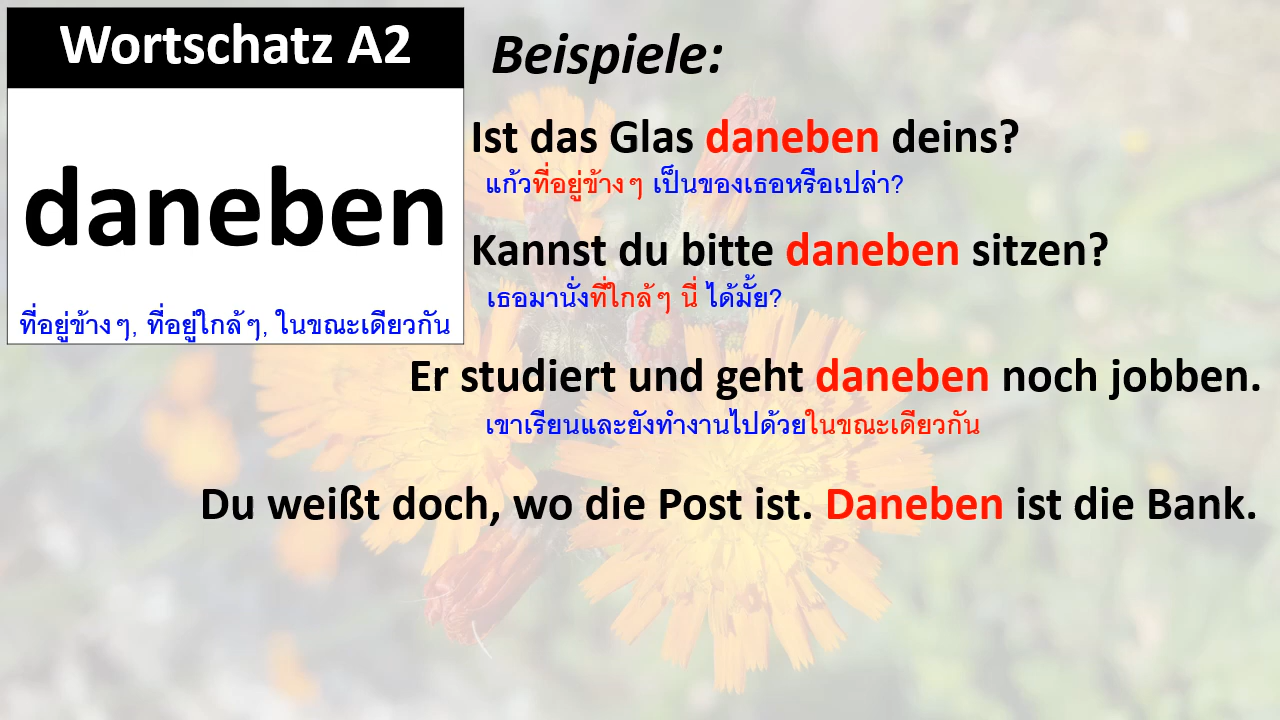 Wortschatz A2
daneben
ที่อยู่ข้างๆ, ที่อยู่ใกล้ๆ, ในขณะเดียวกัน
Beispiele:
Ist das Glas daneben deins?
แก้วที่อยู่ข้างๆ เป็นของเธอหรือเปล่า?
Kannst du bitte daneben sitzen?
เธอมานั่งที่ใกล้ๆ นี่ ได้มั้ย?
Er studiert und geht daneben noch jobben.
เขาเรียนและยังทำงานไปด้วยในขณะเดียวกัน
Du weißt doch, wo die Post ist. Daneben ist die Bank.